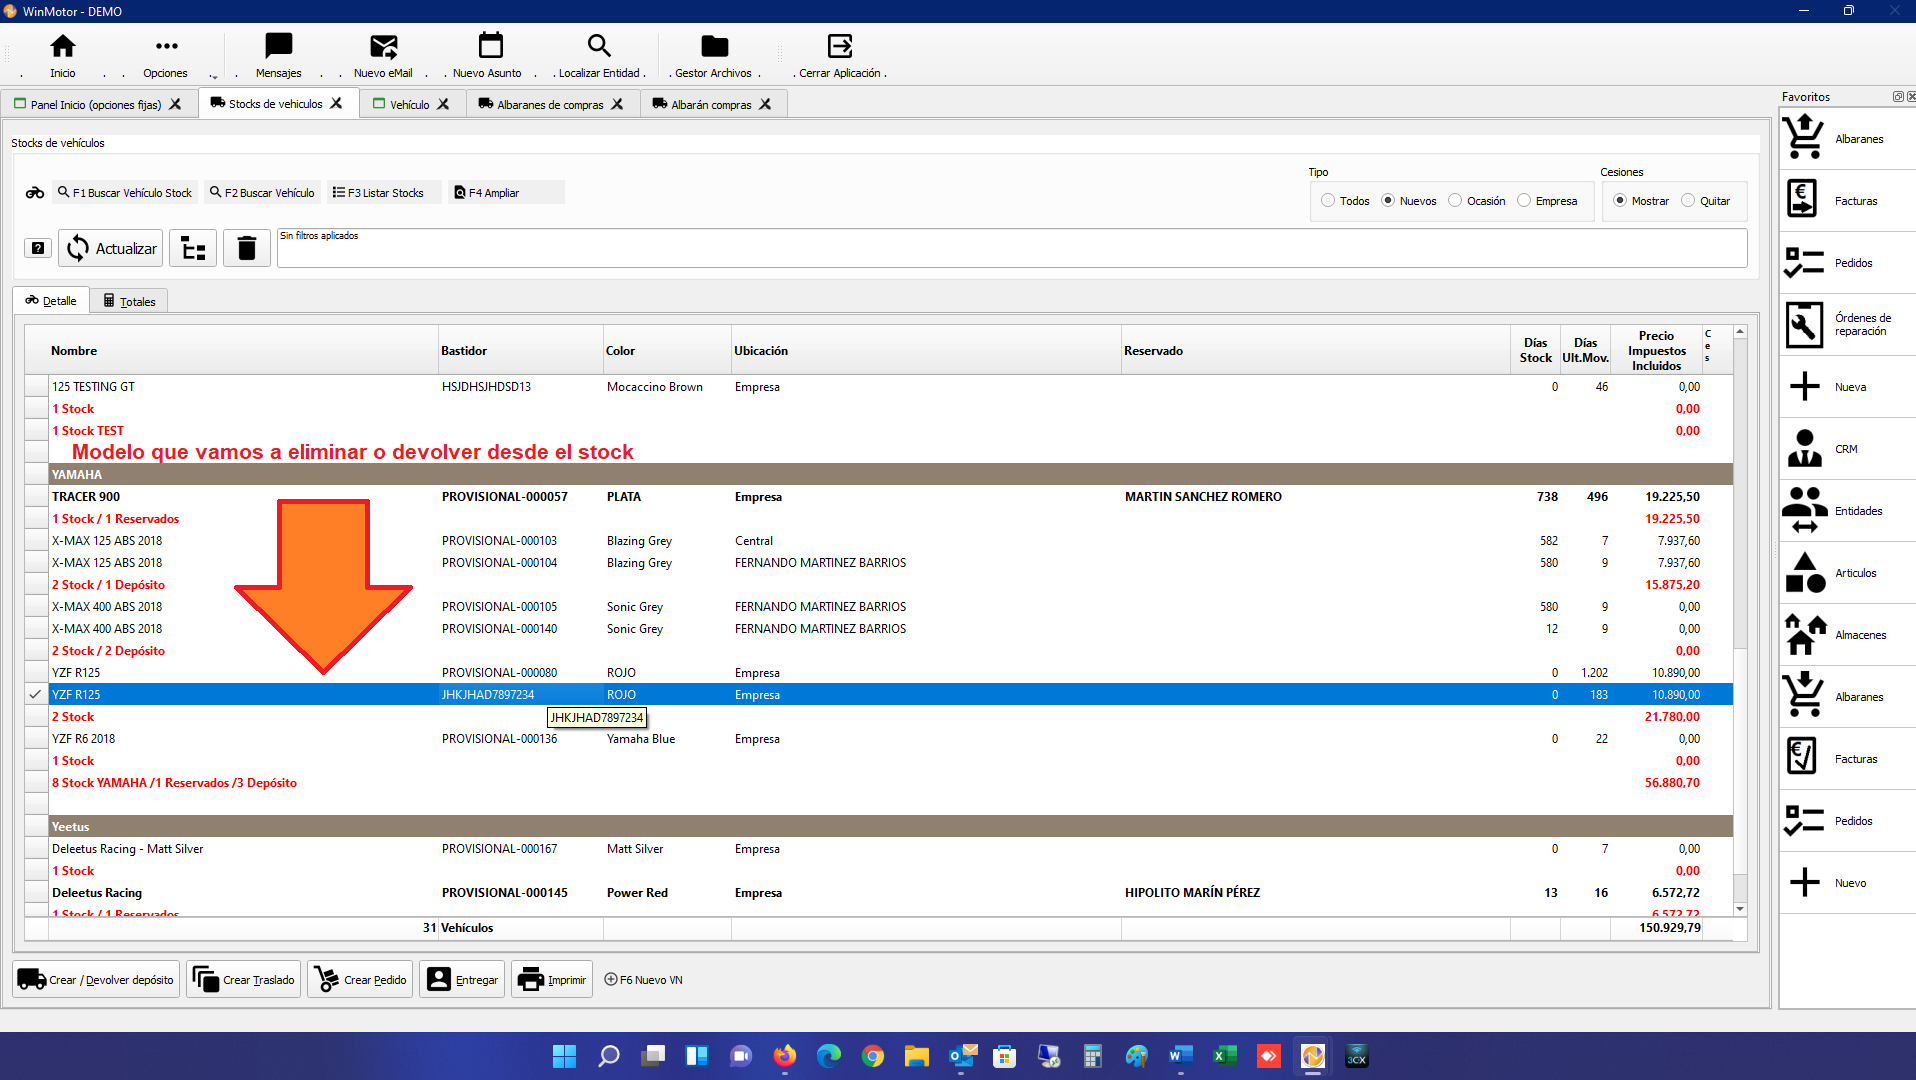 WinMotor - DEMO
Inicio
Opciones
Mensajes
Nuevo eMail
Nuevo Asunto
Localizar Entidad
Gestor Archivos
Cerrar Aplicación
Panel Inicio (opciones fijas)
Stocks de vehiculos
Vehículo
Albaranes de compras
Albarán compras
Favoritos
Stocks de vehículos
F1 Buscar Vehículo Stock
F2 Buscar Vehículo
F3 Listar Stocks
F4 Ampliar
Tipo
Todos Nuevos Ocasión Empresa
Cesiones
Mostrar Quitar
Actualizar
Sin filtros aplicados
Detalle
Totales
Nombre Bastidor Color Ubicación Reservado Días Stock Días Ult.Mov. Precio Impuestos Incluidos Ces
125 TESTING GT HSJDHSJHDSD13 Mocaccino Brown Empresa 0 46 0,00
1 Stock 0,00
1 Stock TEST 0,00
Modelo que vamos a eliminar o devolver desde el stock
YAMAHA
TRACER 900 PROVISIONAL-000057 PLATA Empresa MARTIN SANCHEZ ROMERO 738 496 19.225,50
1 Stock / 1 Reservados 19.225,50
X-MAX 125 ABS 2018 PROVISIONAL-000103 Blazing Grey Central 582 7 7.937,60
X-MAX 125 ABS 2018 PROVISIONAL-000104 Blazing Grey FERNANDO MARTINEZ BARRIOS 580 9 7.937,60
2 Stock / 1 Depósito 15.875,20
X-MAX 400 ABS 2018 PROVISIONAL-000105 Sonic Grey FERNANDO MARTINEZ BARRIOS 580 9 0,00
X-MAX 400 ABS 2018 PROVISIONAL-000140 Sonic Grey FERNANDO MARTINEZ BARRIOS 12 9 0,00
2 Stock / 2 Depósito 0,00
YZF R125 PROVISIONAL-000080 ROJO Empresa 0 1.202 10.890,00
YZF R125 JHKJHAD7897234 ROJO Empresa 0 183 10.890,00
2 Stock 21.780,00
JHKJHAD7897234
YZF R6 2018 PROVISIONAL-000136 Yamaha Blue Empresa 0 22 0,00
1 Stock 0,00
8 Stock YAMAHA /1 Reservados /3 Depósito 56.880,70
Yeetus
Deleetus Racing - Matt Silver PROVISIONAL-000167 Matt Silver Empresa 0 7 0,00
1 Stock 0,00
Deleetus Racing PROVISIONAL-000145 Power Red Empresa HIPOLITO MARÍN PÉREZ 13 16 6.572,72
1 Stock / 1 Reservados 6.572,72
31 Vehículos 150.929,79
Crear / Devolver depósito
Crear Traslado
Crear Pedido
Entregar
Imprimir
F6 Nuevo VN
Albaranes
Facturas
Pedidos
Órdenes de
reparación
Nueva
CRM
Entidades
Articulos
Almacenes
Albaranes
Facturas
Pedidos
Nuevo
3CX